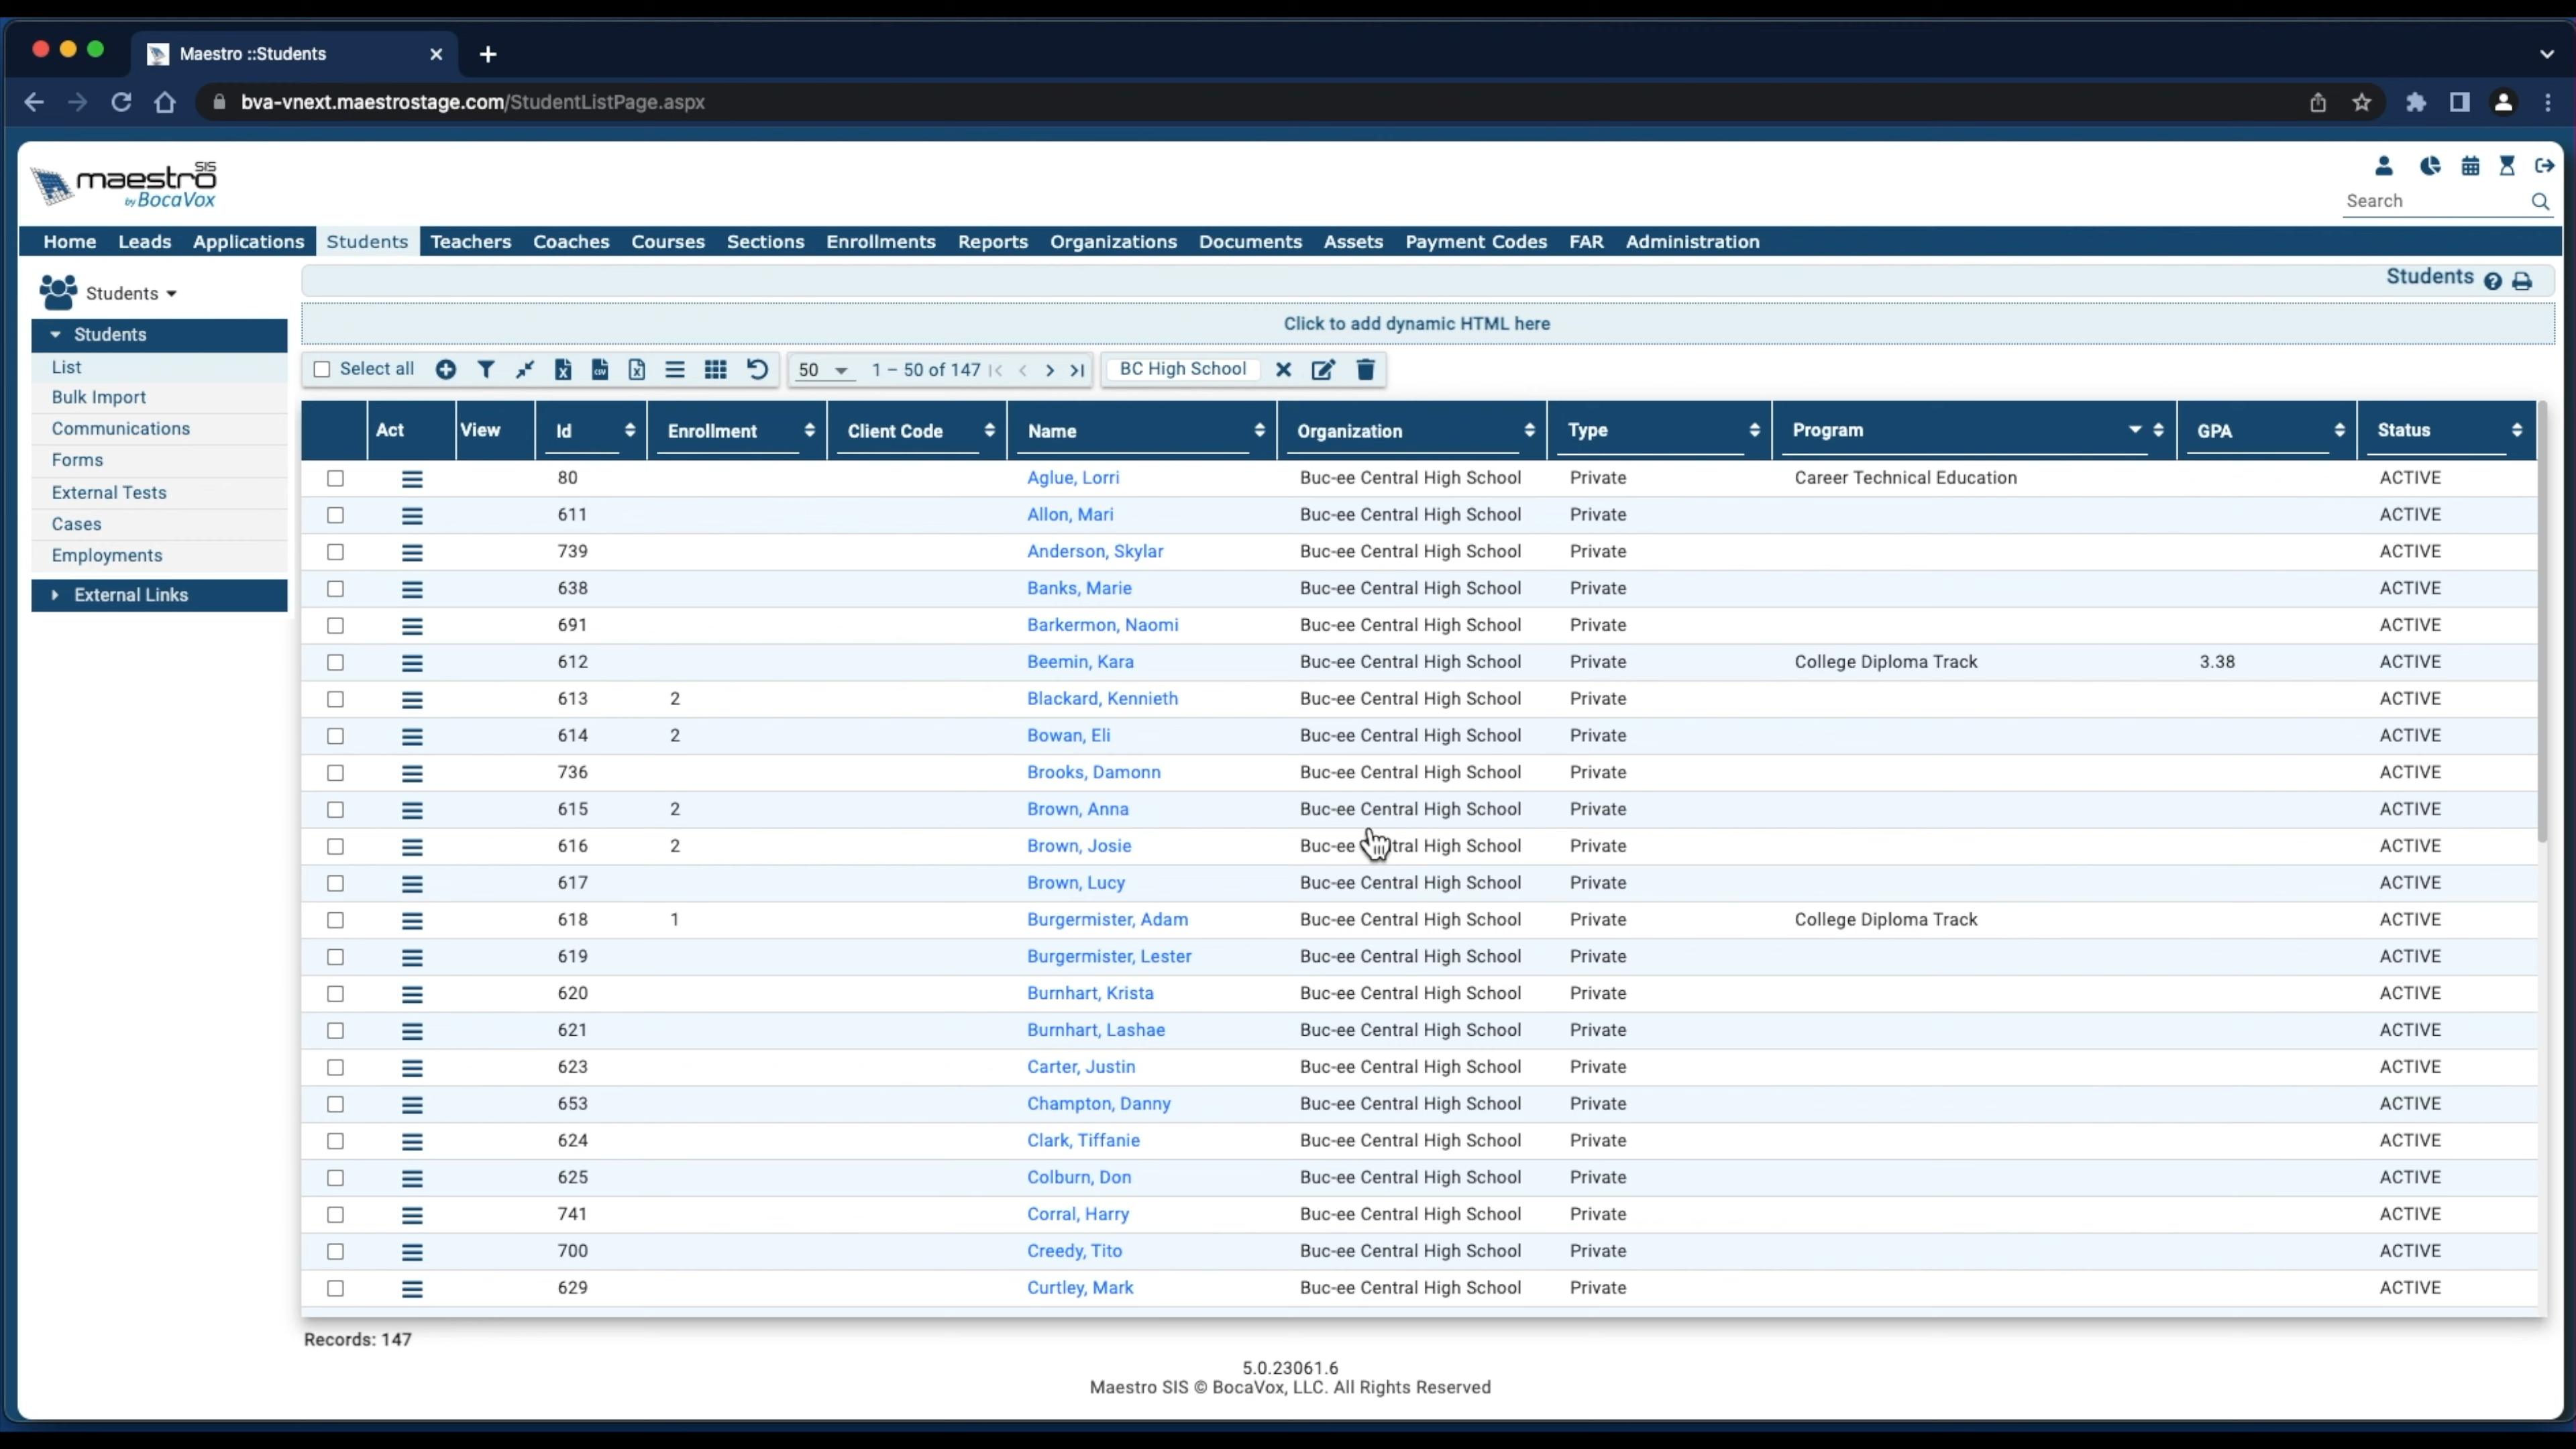 Maestro ::Students
bva-vnext.maestrostage.com/StudentListPage.aspx
maestro SIS
by BocaVox
Search
Home Leads Applications Students Teachers Coaches Courses Sections Enrollments Reports Organizations Documents Assets Payment Codes FAR Administration
Students
Students
List
Bulk Import
Communications
Forms
External Tests
Cases
Employments
External Links
Students
Click to add dynamic HTML here
Select all 50 1 – 50 of 147 BC High School
Act View Id Enrollment Client Code Name Organization Type Program GPA Status
80 Aglue, Lorri Buc-ee Central High School Private Career Technical Education ACTIVE
611 Allon, Mari Buc-ee Central High School Private ACTIVE
739 Anderson, Skylar Buc-ee Central High School Private ACTIVE
638 Banks, Marie Buc-ee Central High School Private ACTIVE
691 Barkermon, Naomi Buc-ee Central High School Private ACTIVE
612 Beemin, Kara Buc-ee Central High School Private College Diploma Track 3.38 ACTIVE
613 2 Blackard, Kennieth Buc-ee Central High School Private ACTIVE
614 2 Bowan, Eli Buc-ee Central High School Private ACTIVE
736 Brooks, Damonn Buc-ee Central High School Private ACTIVE
615 2 Brown, Anna Buc-ee Central High School Private ACTIVE
616 2 Brown, Josie Buc-ee Central High School Private ACTIVE
617 Brown, Lucy Buc-ee Central High School Private ACTIVE
618 1 Burgermister, Adam Buc-ee Central High School Private College Diploma Track ACTIVE
619 Burgermister, Lester Buc-ee Central High School Private ACTIVE
620 Burnhart, Krista Buc-ee Central High School Private ACTIVE
621 Burnhart, Lashae Buc-ee Central High School Private ACTIVE
623 Carter, Justin Buc-ee Central High School Private ACTIVE
653 Champton, Danny Buc-ee Central High School Private ACTIVE
624 Clark, Tiffanie Buc-ee Central High School Private ACTIVE
625 Colburn, Don Buc-ee Central High School Private ACTIVE
741 Corral, Harry Buc-ee Central High School Private ACTIVE
700 Creedy, Tito Buc-ee Central High School Private ACTIVE
629 Curtley, Mark Buc-ee Central High School Private ACTIVE
Records: 147
5.0.23061.6
Maestro SIS © BocaVox, LLC. All Rights Reserved